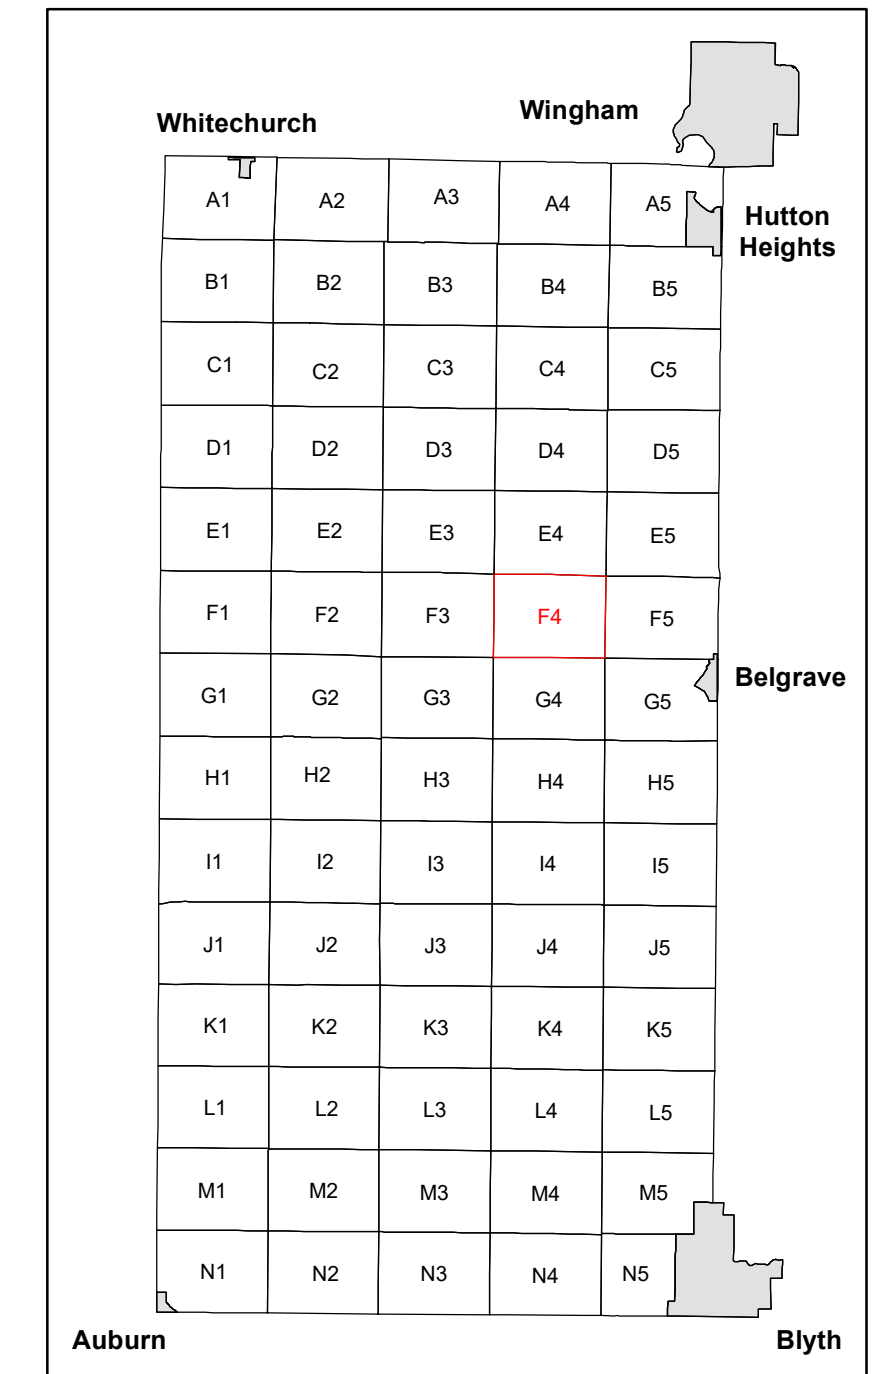 Wingham
Whitechurch
A1 A2 A3 A4 A5
Hutton
Heights
B1 B2 B3 B4 B5
C1 C2 C3 C4 C5
D1 D2 D3 D4 D5
E1 E2 E3 E4 E5
F1 F2 F3 F4 F5
Belgrave
G1 G2 G3 G4 G5
H1 H2 H3 H4 H5
I1 I2 I3 I4 I5
J1 J2 J3 J4 J5
K1 K2 K3 K4 K5
L1 L2 L3 L4 L5
M1 M2 M3 M4 M5
N1 N2 N3 N4 N5
Auburn
Blyth